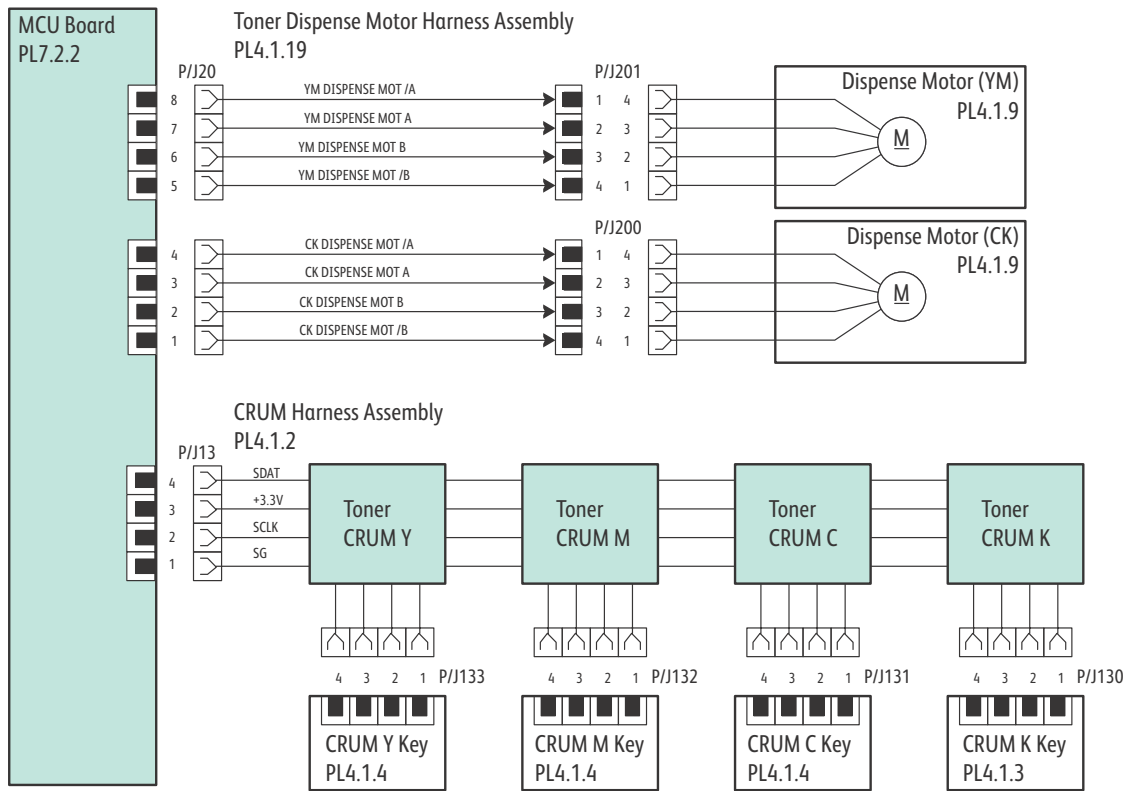 MCU Board
PL7.2.2
Toner Dispense Motor Harness Assembly
PL4.1.19
P/J20
P/J201
8 YM DISPENSE MOT /A 1 4
7 YM DISPENSE MOT A 2 3
6 YM DISPENSE MOT B 3 2
5 YM DISPENSE MOT /B 4 1
Dispense Motor (YM)
PL4.1.9
M
P/J200
4 CK DISPENSE MOT /A 1 4
3 CK DISPENSE MOT A 2 3
2 CK DISPENSE MOT B 3 2
1 CK DISPENSE MOT /B 4 1
Dispense Motor (CK)
PL4.1.9
M
CRUM Harness Assembly
PL4.1.2
P/J13
4 SDAT
3 +3.3V
2 SCLK
1 SG
Toner
CRUM Y
Toner
CRUM M
Toner
CRUM C
Toner
CRUM K
4 3 2 1 P/J133
4 3 2 1 P/J132
4 3 2 1 P/J131
4 3 2 1 P/J130
CRUM Y Key
PL4.1.4
CRUM M Key
PL4.1.4
CRUM C Key
PL4.1.4
CRUM K Key
PL4.1.3